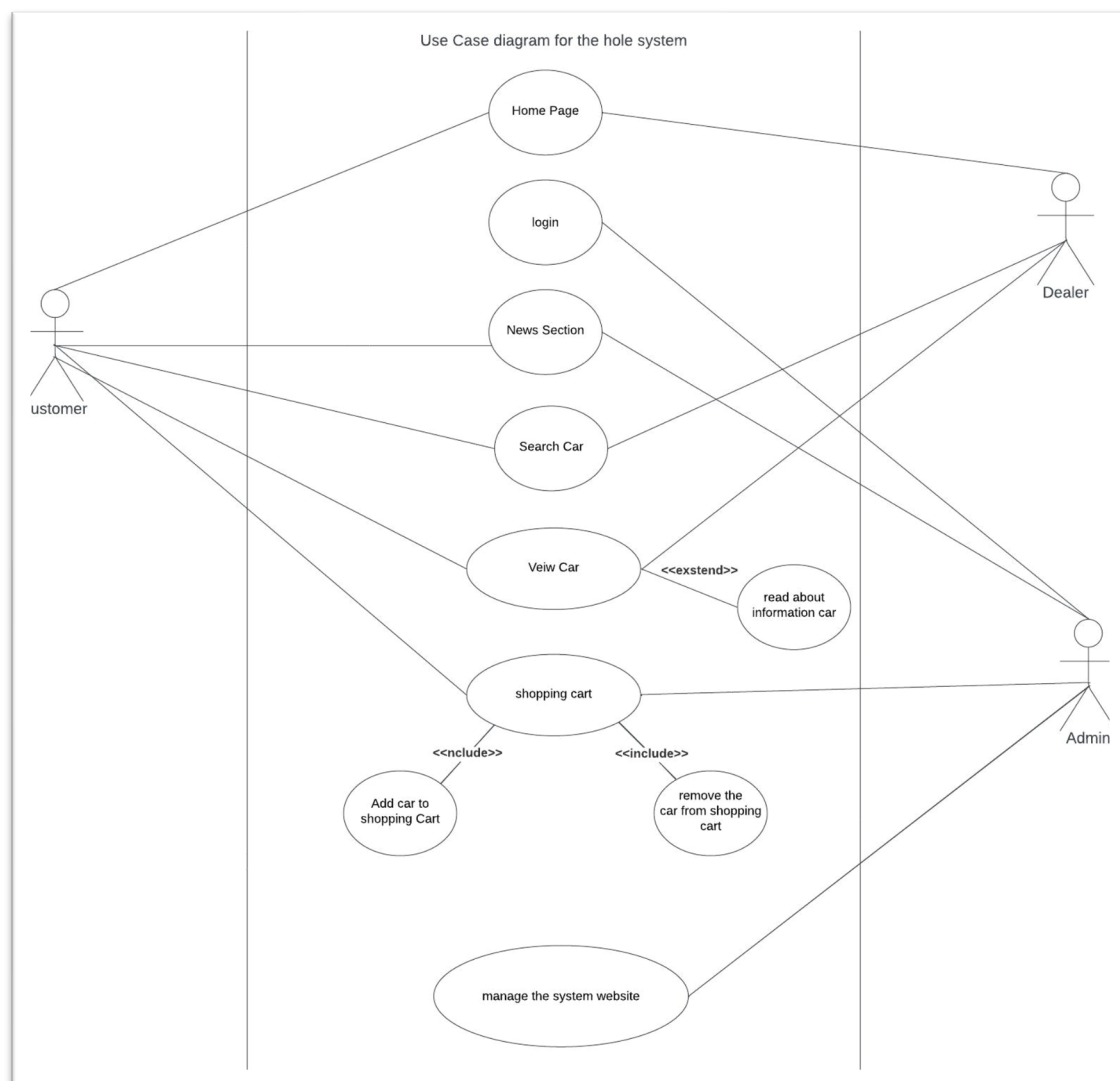 Use Case diagram for the hole system
Home Page
login
Dealer
News Section
ustomer
Search Car
Veiw Car
<<exstend>>
read about
information car
shopping cart
Admin
<<nclude>>
<<include>>
Add car to
shopping Cart
remove the
car from shopping
cart
manage the system website